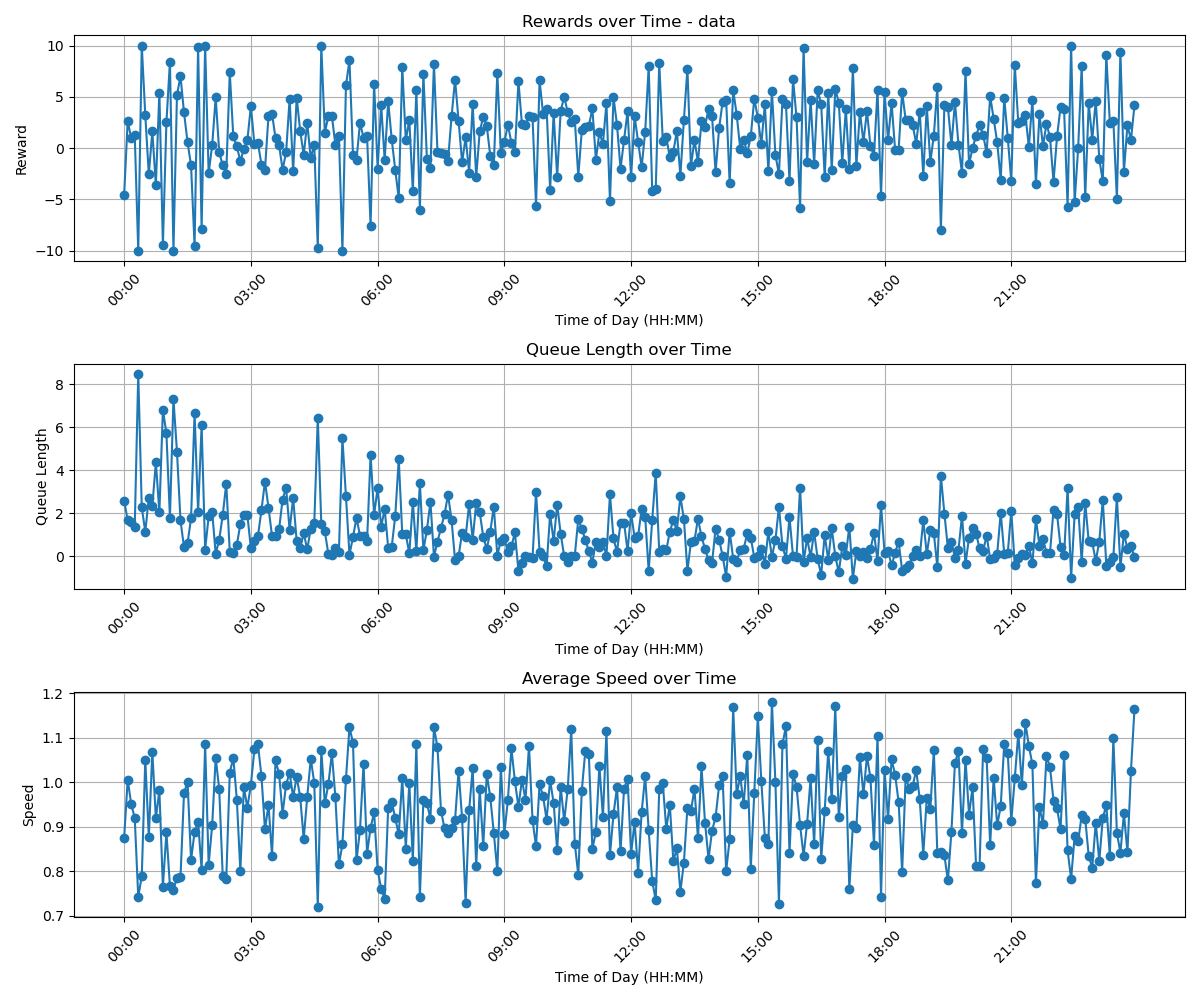 Rewards over Time - data
10
5
0
−5
−10
Reward
00:00 03:00 06:00 09:00 12:00 15:00 18:00 21:00
Time of Day (HH:MM)
Queue Length over Time
8
6
4
2
0
Queue Length
00:00 03:00 06:00 09:00 12:00 15:00 18:00 21:00
Time of Day (HH:MM)
Average Speed over Time
1.2
1.1
1.0
0.9
0.8
0.7
Speed
00:00 03:00 06:00 09:00 12:00 15:00 18:00 21:00
Time of Day (HH:MM)